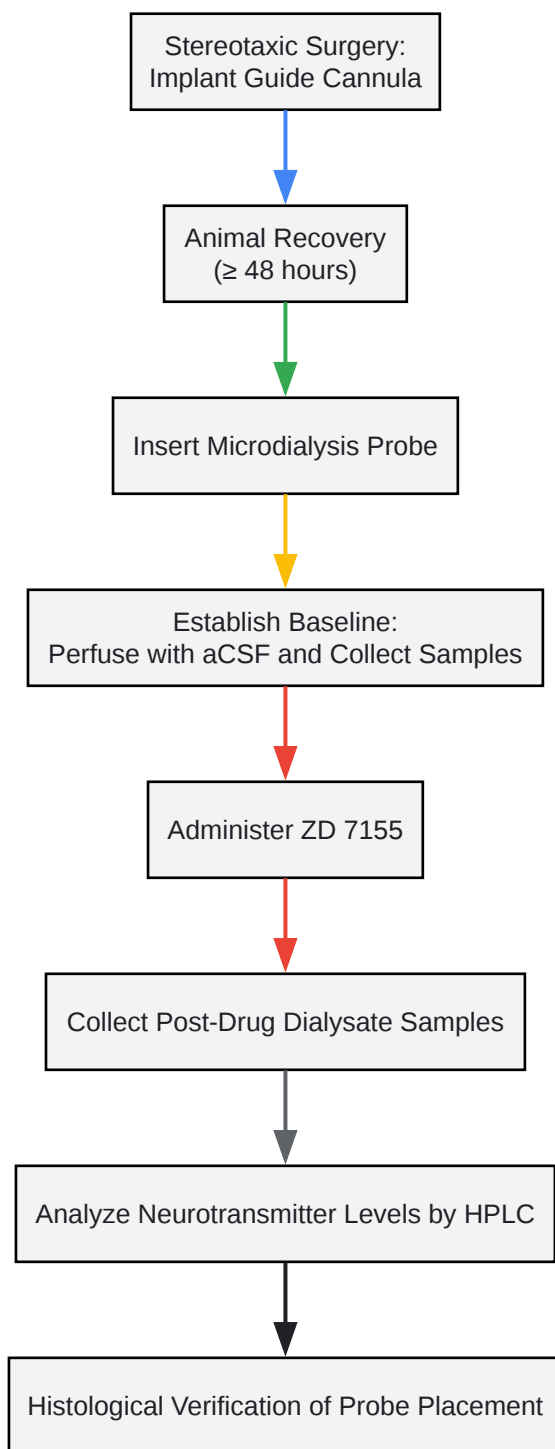 Stereotaxic Surgery:
Implant Guide Cannula
Animal Recovery
(≥ 48 hours)
Insert Microdialysis Probe
Establish Baseline:
Perfuse with aCSF and Collect Samples
Administer ZD 7155
Collect Post-Drug Dialysate Samples
Analyze Neurotransmitter Levels by HPLC
Histological Verification of Probe Placement